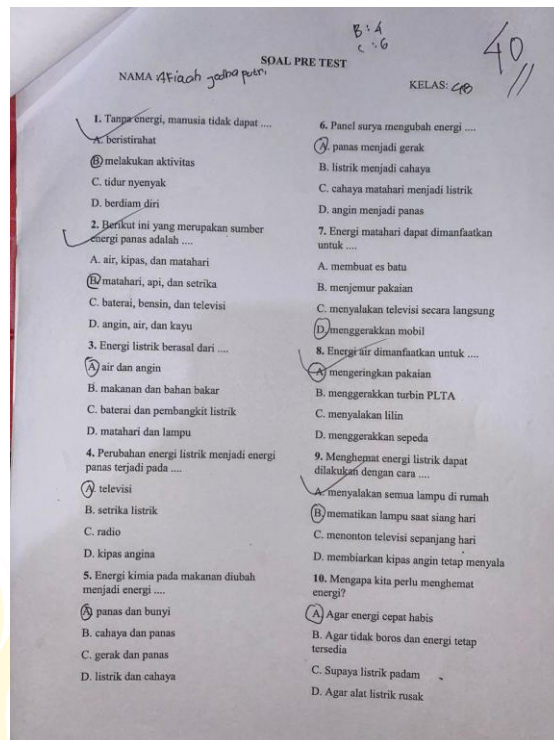 B : 4
C : 6
40
SOAL PRE TEST
NAMA :
KELAS: 4B
1. Tanpa energi, manusia tidak dapat ....
A. beristirahat
B. melakukan aktivitas
C. tidur nyenyak
D. berdiam diri
2. Berikut ini yang merupakan sumber
energi panas adalah ....
A. air, kipas, dan matahari
B. matahari, api, dan setrika
C. baterai, bensin, dan televisi
D. angin, air, dan kayu
3. Energi listrik berasal dari ....
A. air dan angin
B. makanan dan bahan bakar
C. baterai dan pembangkit listrik
D. matahari dan lampu
4. Perubahan energi listrik menjadi energi
panas terjadi pada ....
A. televisi
B. setrika listrik
C. radio
D. kipas angina
5. Energi kimia pada makanan diubah
menjadi energi ....
A. panas dan bunyi
B. cahaya dan panas
C. gerak dan panas
D. listrik dan cahaya
6. Panel surya mengubah energi ....
A. panas menjadi gerak
B. listrik menjadi cahaya
C. cahaya matahari menjadi listrik
D. angin menjadi panas
7. Energi matahari dapat dimanfaatkan
untuk ....
A. membuat es batu
B. menjemur pakaian
C. menyalakan televisi secara langsung
D. menggerakkan mobil
8. Energi air dimanfaatkan untuk ....
A. mengeringkan pakaian
B. menggerakkan turbin PLTA
C. menyalakan lilin
D. menggerakkan sepeda
9. Menghemat energi listrik dapat
dilakukan dengan cara ....
A. menyalakan semua lampu di rumah
B. mematikan lampu saat siang hari
C. menonton televisi sepanjang hari
D. membiarkan kipas angin tetap menyala
10. Mengapa kita perlu menghemat
energi?
A. Agar energi cepat habis
B. Agar tidak boros dan energi tetap
tersedia
C. Supaya listrik padam
D. Agar alat listrik rusak